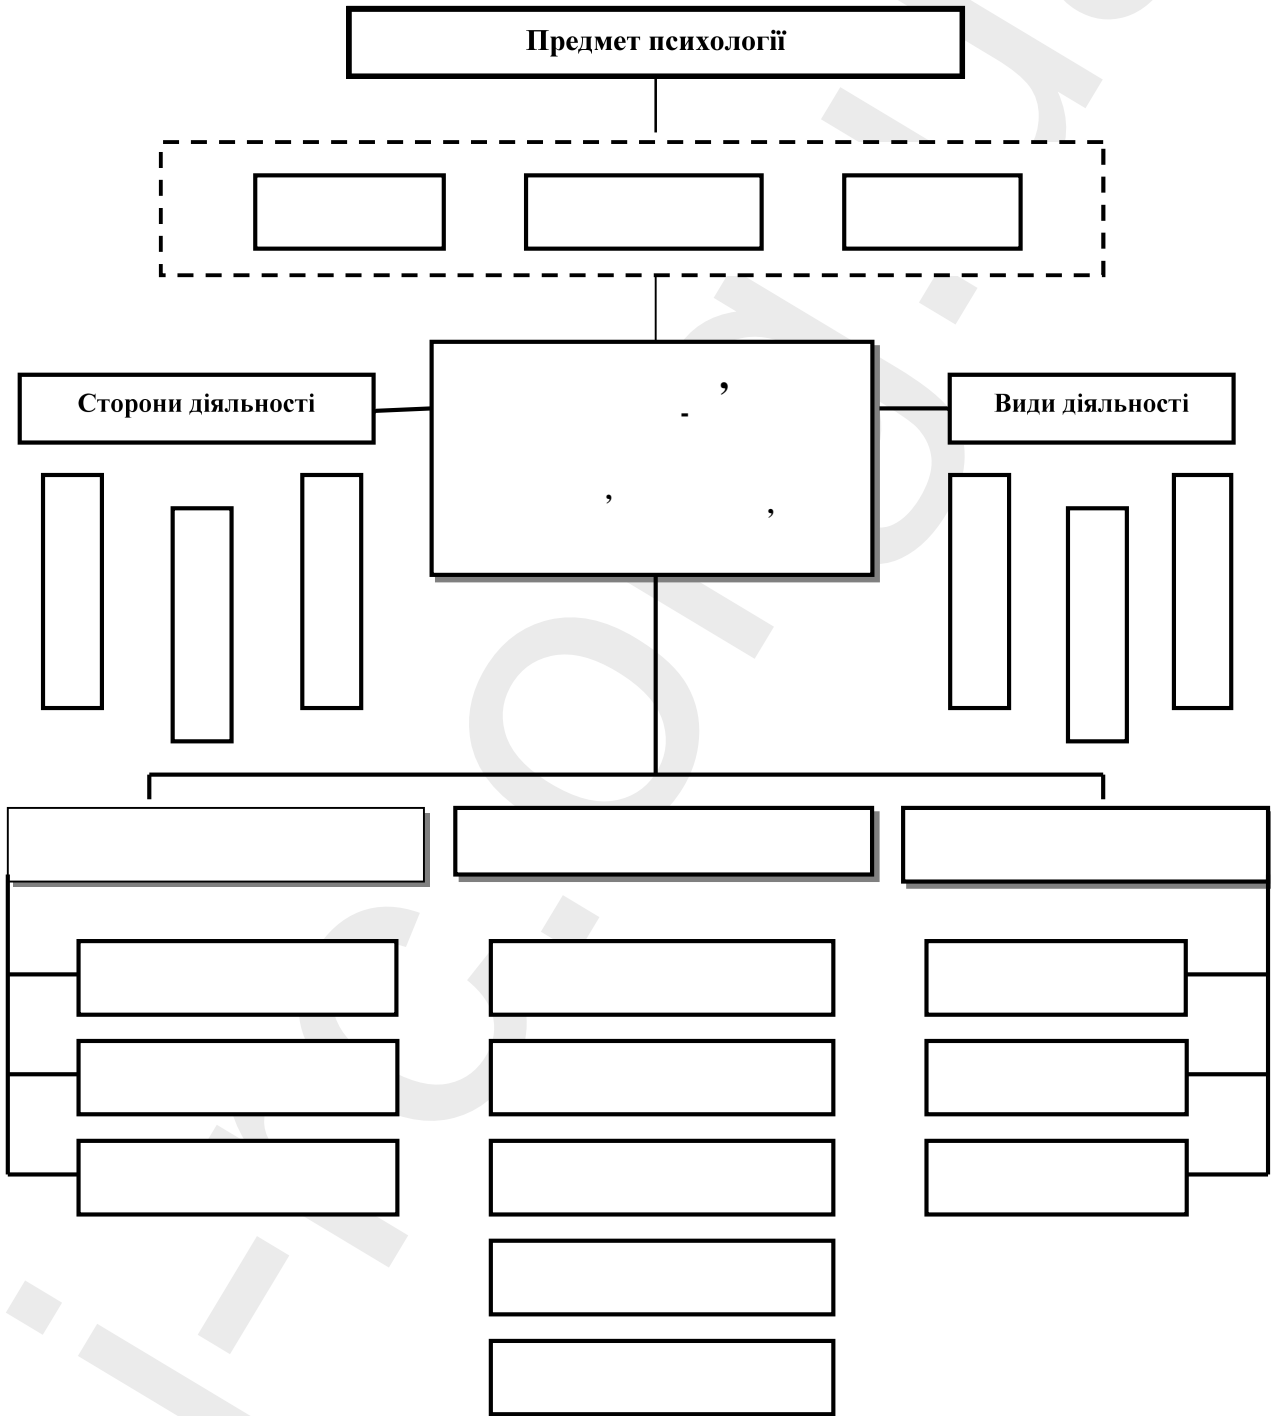 Предмет психології
,
-
Сторони діяльності
Види діяльності
,
,